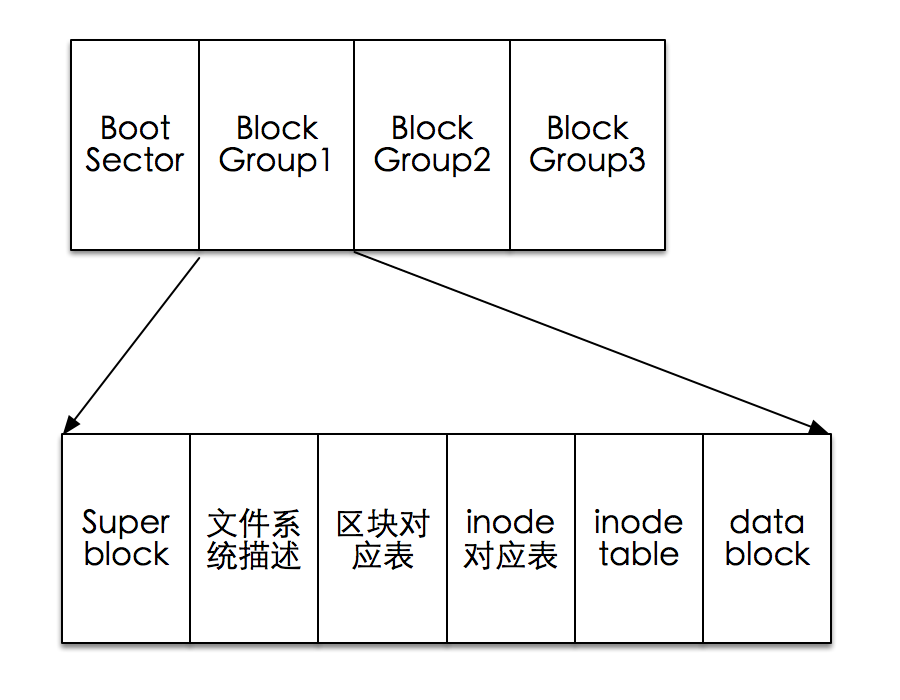 Boot
Sector
Block
Group1
Block
Group2
Block
Group3
Super
block
文件系
统描述
区块对
应表
inode
对应表
inode
table
data
block